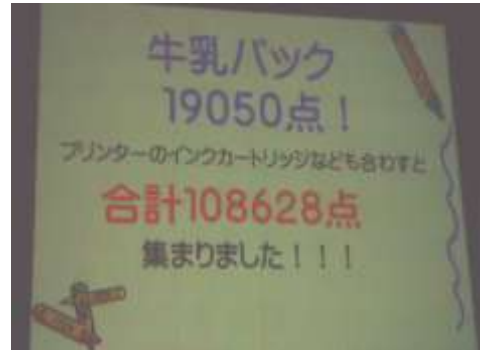 牛乳パック
19050点！
プリンターのインクカートリッジなども合わすと
合計108628点
集まりました！！！